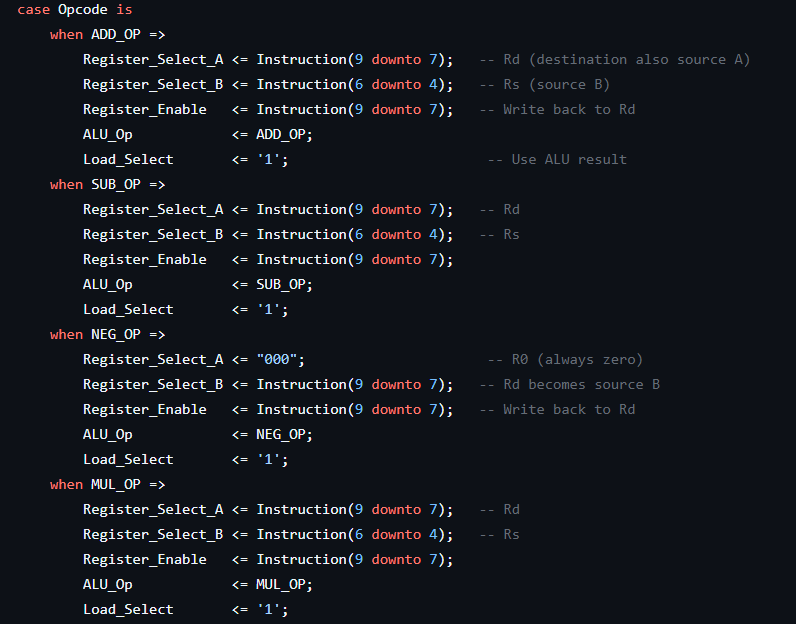 case Opcode is
    when ADD_OP =>
        Register_Select_A <= Instruction(9 downto 7);   -- Rd (destination also source A)
        Register_Select_B <= Instruction(6 downto 4);   -- Rs (source B)
        Register_Enable   <= Instruction(9 downto 7);   -- Write back to Rd
        ALU_Op            <= ADD_OP;
        Load_Select       <= '1';                        -- Use ALU result
    when SUB_OP =>
        Register_Select_A <= Instruction(9 downto 7);   -- Rd
        Register_Select_B <= Instruction(6 downto 4);   -- Rs
        Register_Enable   <= Instruction(9 downto 7);
        ALU_Op            <= SUB_OP;
        Load_Select       <= '1';
    when NEG_OP =>
        Register_Select_A <= "000";                      -- R0 (always zero)
        Register_Select_B <= Instruction(9 downto 7);   -- Rd becomes source B
        Register_Enable   <= Instruction(9 downto 7);   -- Write back to Rd
        ALU_Op            <= NEG_OP;
        Load_Select       <= '1';
    when MUL_OP =>
        Register_Select_A <= Instruction(9 downto 7);   -- Rd
        Register_Select_B <= Instruction(6 downto 4);   -- Rs
        Register_Enable   <= Instruction(9 downto 7);
        ALU_Op            <= MUL_OP;
        Load_Select       <= '1';